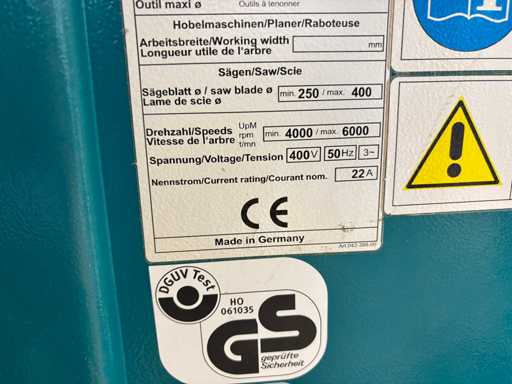 Outil maxi ø Outils à tenonner
Hobelmaschinen/Planer/Raboteuse
Arbeitsbreite/Working width mm
Longueur utile de l'arbre
Sägen/Saw/Scie
Sägeblatt ø / saw blade ø min. 250 / max. 400
Lame de scie ø
Drehzahl/Speeds UpM min. 4000 / max. 6000
Vitesse de l'arbre rpm
t/mn
Spannung/Voltage/Tension 400 V 50 Hz 3~
Nennstrom/Current rating/Courant nom. 22 A
CE
Made in Germany
DGUV Test
HO
061035
GS
geprüfte
Sicherheit